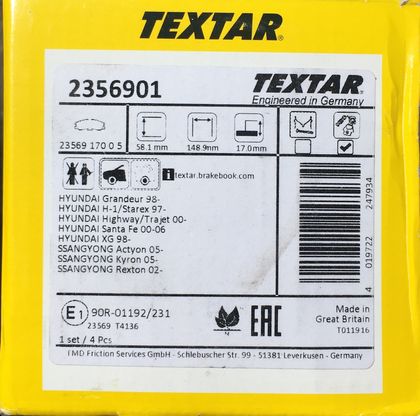 TEXTAR®
2356901
TEXTAR®
Engineered in Germany
23569 170 0 5
58.1 mm
148.9mm
17.0mm
i textar.brakebook.com
HYUNDAI Grandeur 98-
HYUNDAI H-1/Starex 97-
HYUNDAI Highway/Trajet 00-
HYUNDAI Santa Fe 00-06
HYUNDAI XG 98-
SSANGYONG Actyon 05-
SSANGYONG Kyron 05-
SSANGYONG Rexton 02-
4 019722 247934
E1 90R-01192/231
23569 T4136
1 set / 4 Pcs
EAC
Made in
Great Britain
T011916
TMD Friction Services GmbH - Schlebuscher Str. 99 - 51381 Leverkusen - Germany